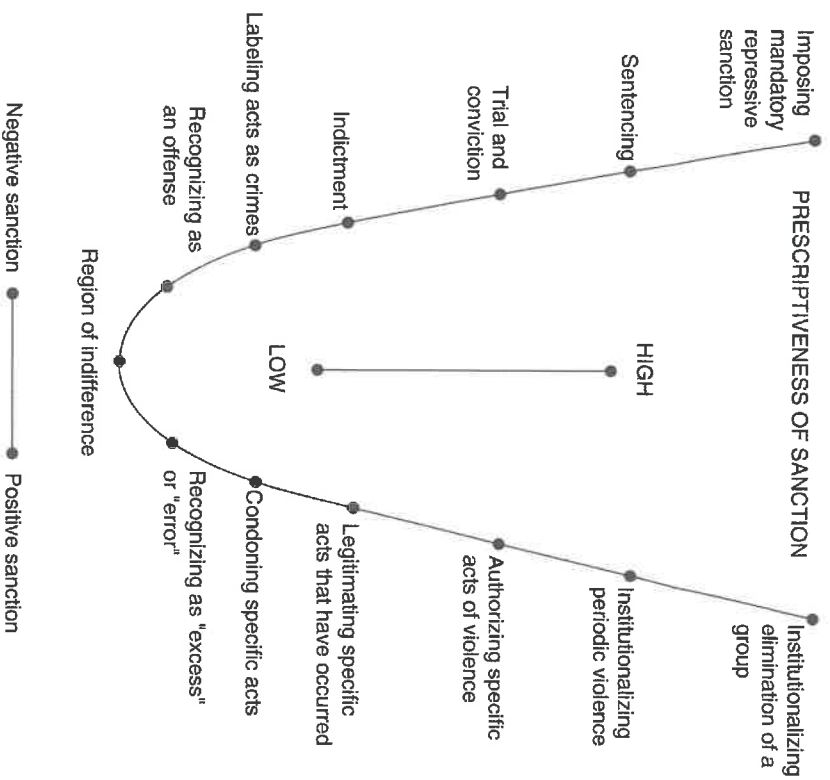 PRESCRIPTIVENESS OF SANCTION
Imposing
mandatory
repressive
sanction
Sentencing
Trial and
conviction
Indictment
Labeling acts as crimes
Recognizing as
an offense
Region of indifference
HIGH
LOW
Institutionalizing
elimination of a
group
Institutionalizing
periodic violence
Authorizing specific
acts of violence
Legitimating specific
acts that have occurred
Condoning specific acts
Recognizing as "excess"
or "error"
Negative sanction
Positive sanction